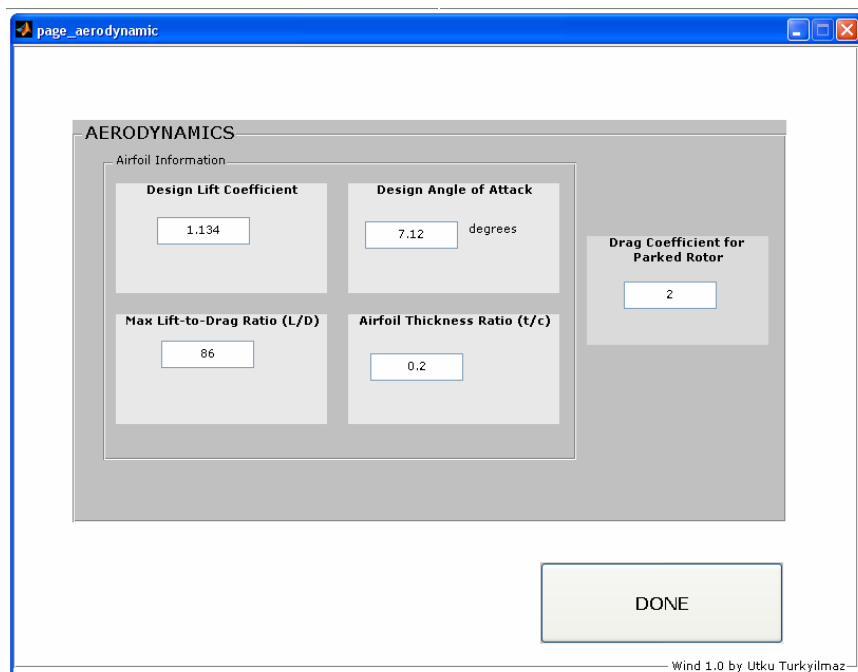 page_aerodynamic
AERODYNAMICS
Airfoil Information
Design Lift Coefficient
1.134
Design Angle of Attack
7.12
degrees
Max Lift-to-Drag Ratio (L/D)
86
Airfoil Thickness Ratio (t/c)
0.2
Drag Coefficient for
Parked Rotor
2
DONE
Wind 1.0 by Utku Turkyilmaz